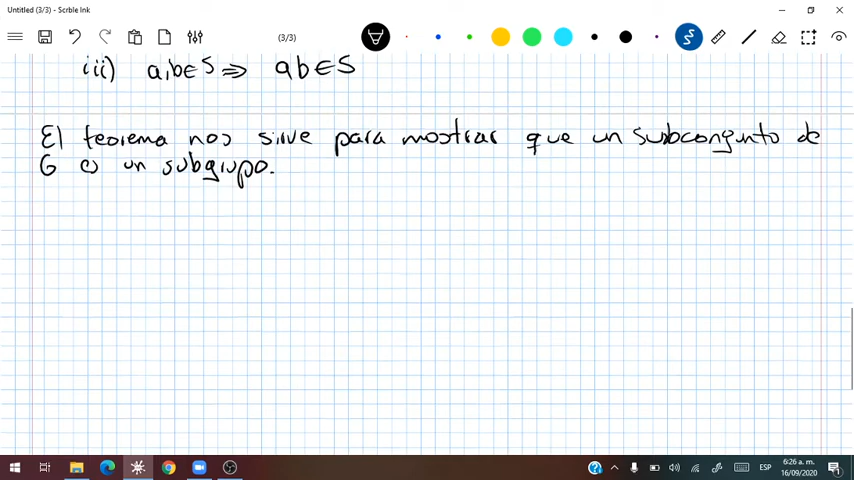 Untitled (3/3) - Scrble Ink
(3/3)
iii) a,b∈S ⇒ ab∈S
El teorema nos sirve para mostrar que un subconjunto de
G es un subgrupo.
ESP
6:26 a. m.
16/09/2020
1